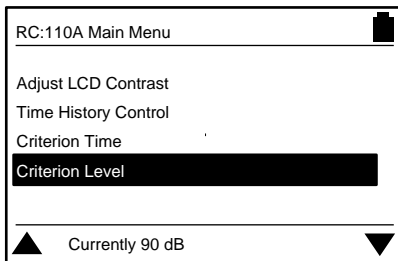 RC:110A Main Menu
Adjust LCD Contrast
Time History Control
Criterion Time
Criterion Level
Currently 90 dB